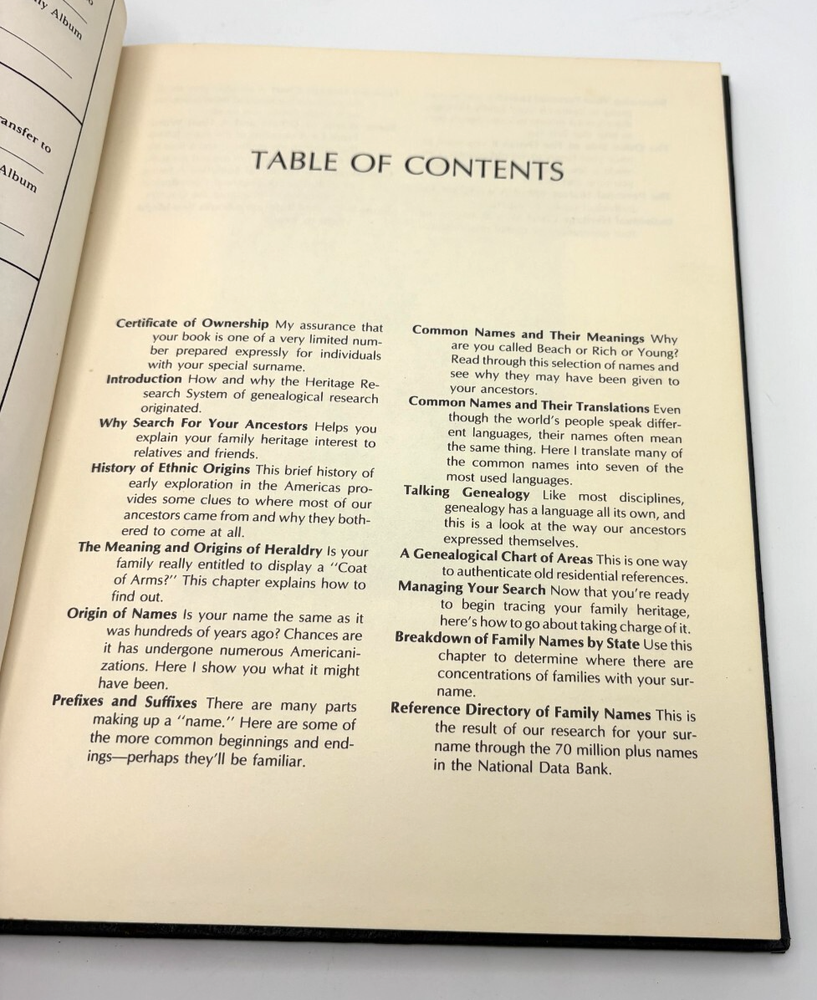 ly Album
ansfer to
Album
TABLE OF CONTENTS
Certificate of Ownership My assurance that
your book is one of a very limited num-
ber prepared expressly for individuals
with your special surname.
Introduction How and why the Heritage Re-
search System of genealogical research
originated.
Why Search For Your Ancestors Helps you
explain your family heritage interest to
relatives and friends.
History of Ethnic Origins This brief history of
early exploration in the Americas pro-
vides some clues to where most of our
ancestors came from and why they both-
ered to come at all.
The Meaning and Origins of Heraldry Is your
family really entitled to display a “Coat
of Arms?” This chapter explains how to
find out.
Origin of Names Is your name the same as it
was hundreds of years ago? Chances are
it has undergone numerous Americani-
zations. Here I show you what it might
have been.
Prefixes and Suffixes There are many parts
making up a “name.” Here are some of
the more common beginnings and end-
ings—perhaps they’ll be familiar.
Common Names and Their Meanings Why
are you called Beach or Rich or Young?
Read through this selection of names and
see why they may have been given to
your ancestors.
Common Names and Their Translations Even
though the world’s people speak differ-
ent languages, their names often mean
the same thing. Here I translate many of
the common names into seven of the
most used languages.
Talking Genealogy Like most disciplines,
genealogy has a language all its own, and
this is a look at the way our ancestors
expressed themselves.
A Genealogical Chart of Areas This is one way
to authenticate old residential references.
Managing Your Search Now that you’re ready
to begin tracing your family heritage,
here’s how to go about taking charge of it.
Breakdown of Family Names by State Use this
chapter to determine where there are
concentrations of families with your sur-
name.
Reference Directory of Family Names This is
the result of our research for your sur-
name through the 70 million plus names
in the National Data Bank.